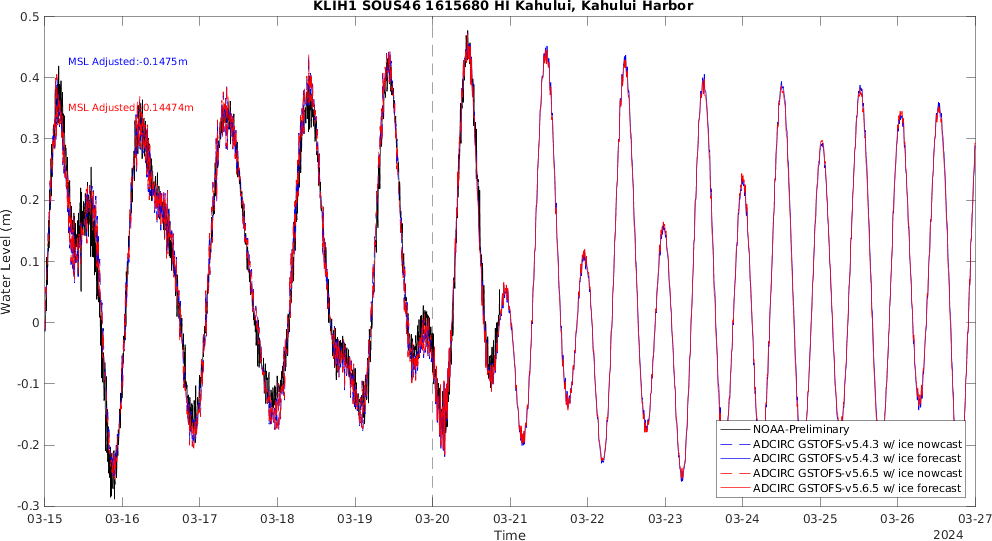 KLIH1 SOUS46 1615680 HI Kahului, Kahului Harbor
0.5
0.4
0.3
0.2
0.1
0
-0.1
-0.2
-0.3
Water Level (m)
MSL Adjusted:-0.1475m
MSL Adjusted:-0.14474m
NOAA-Preliminary
ADCIRC GSTOFS-v5.4.3 w/ ice nowcast
ADCIRC GSTOFS-v5.4.3 w/ ice forecast
ADCIRC GSTOFS-v5.6.5 w/ ice nowcast
ADCIRC GSTOFS-v5.6.5 w/ ice forecast
03-15 03-16 03-17 03-18 03-19 03-20 03-21 03-22 03-23 03-24 03-25 03-26 03-27
Time
2024